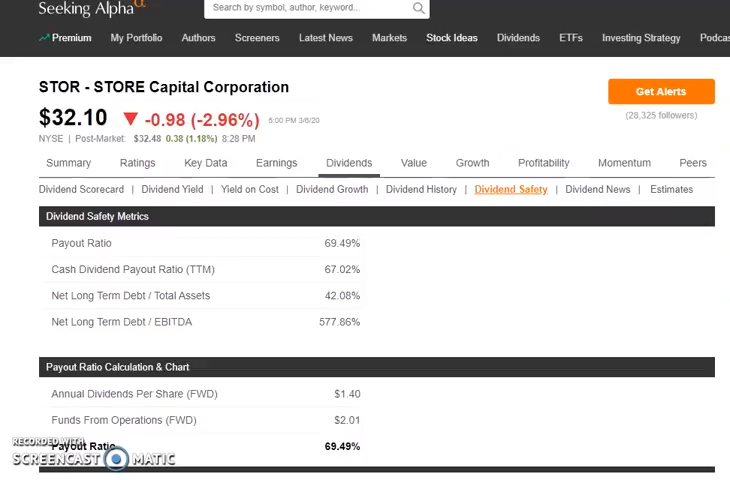 Seeking Alpha α
Search by symbol, author, keyword...
Premium My Portfolio Authors Screeners Latest News Markets Stock Ideas Dividends ETFs Investing Strategy Podcas
STOR - STORE Capital Corporation
Get Alerts
$32.10 ▼ -0.98 (-2.96%) 5:00 PM 3/6/20
(28,325 followers)
NYSE | Post-Market: $32.48 0.38 (1.18%) 8:28 PM
Summary Ratings Key Data Earnings Dividends Value Growth Profitability Momentum Peers
Dividend Scorecard | Dividend Yield | Yield on Cost | Dividend Growth | Dividend History | Dividend Safety | Dividend News | Estimates
Dividend Safety Metrics
Payout Ratio 69.49%
Cash Dividend Payout Ratio (TTM) 67.02%
Net Long Term Debt / Total Assets 42.08%
Net Long Term Debt / EBITDA 577.86%
Payout Ratio Calculation & Chart
Annual Dividends Per Share (FWD) $1.40
Funds From Operations (FWD) $2.01
RECORDED WITH
Payout Ratio 69.49%
SCREENCAST MATIC